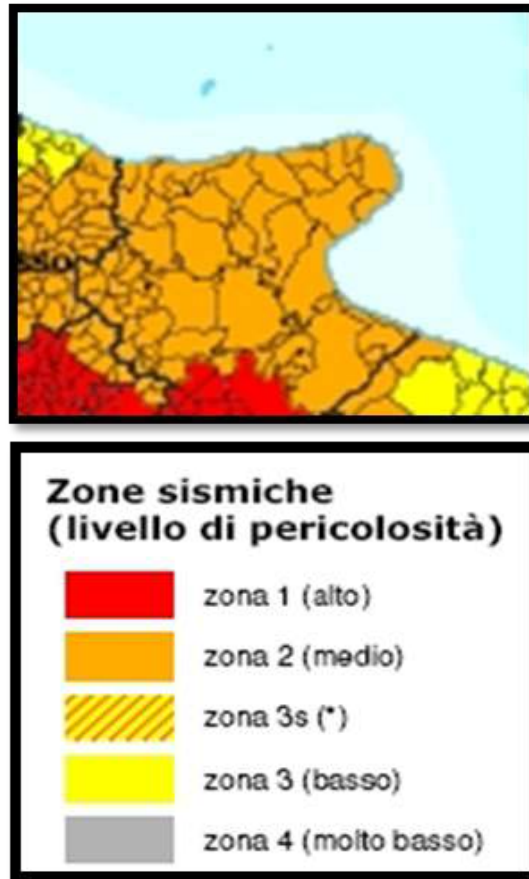 sso
Zone sismiche
(livello di pericolosità)
zona 1 (alto)
zona 2 (medio)
zona 3s (*)
zona 3 (basso)
zona 4 (molto basso)